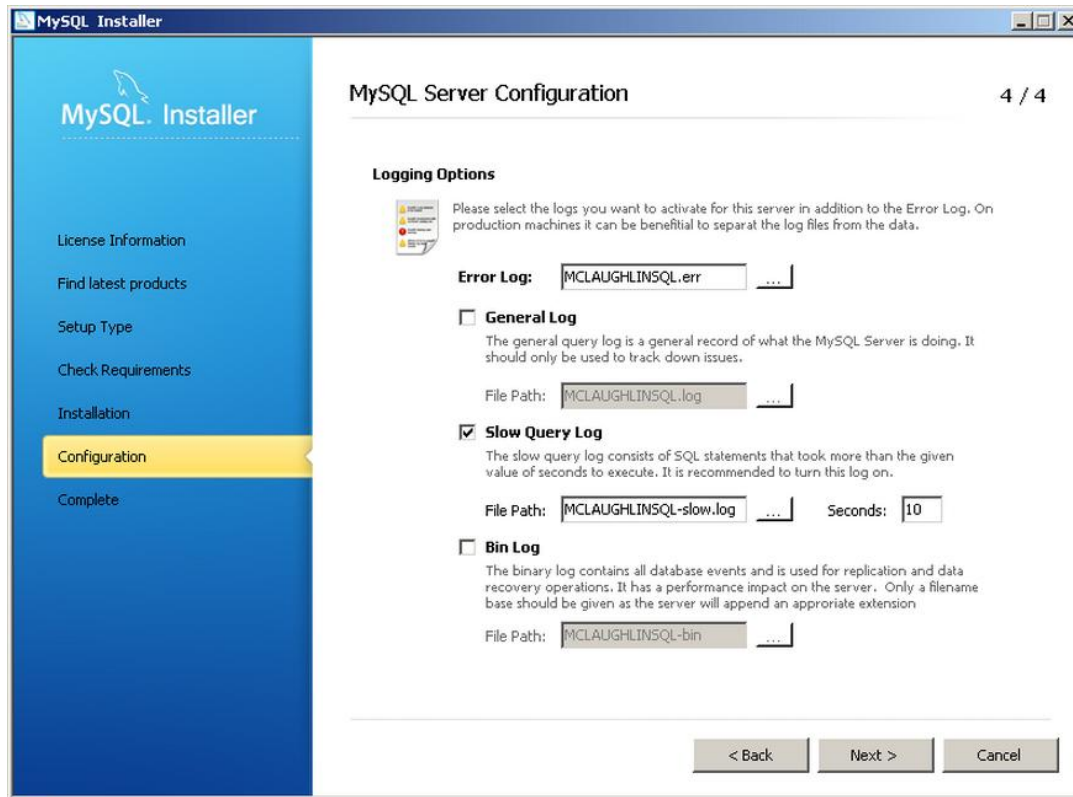 MySQL Installer
MySQL. Installer
License Information
Find latest products
Setup Type
Check Requirements
Installation
Configuration
Complete
MySQL Server Configuration
4 / 4
Logging Options
Please select the logs you want to activate for this server in addition to the Error Log. On
production machines it can be benefitial to separat the log files from the data.
Error Log: MCLAUGHLINSQL.err ...
General Log
The general query log is a general record of what the MySQL Server is doing. It
should only be used to track down issues.
File Path: MCLAUGHLINSQL.log ...
Slow Query Log
The slow query log consists of SQL statements that took more than the given
value of seconds to execute. It is recommended to turn this log on.
File Path: MCLAUGHLINSQL-slow.log ... Seconds: 10
Bin Log
The binary log contains all database events and is used for replication and data
recovery operations. It has a performance impact on the server. Only a filename
base should be given as the server will append an approriate extension
File Path: MCLAUGHLINSQL-bin ...
< Back Next > Cancel